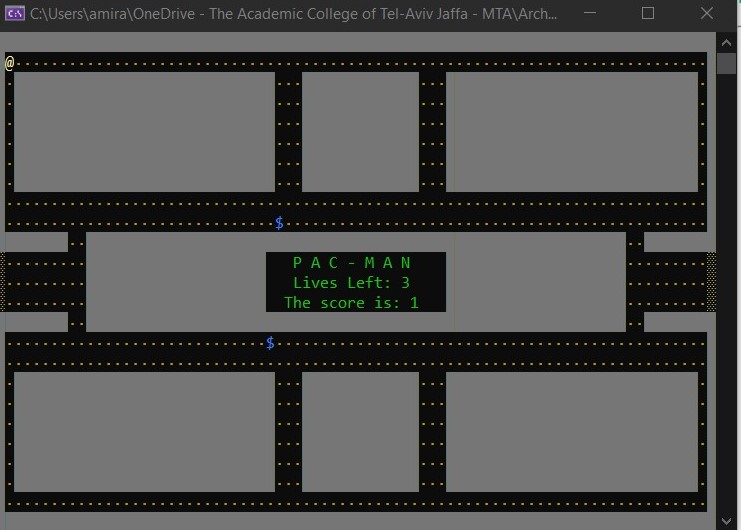 C:\Users\amira\OneDrive - The Academic College of Tel-Aviv Jaffa - MTA\Arch...
@
$
P A C - M A N
Lives Left: 3
The score is: 1
$